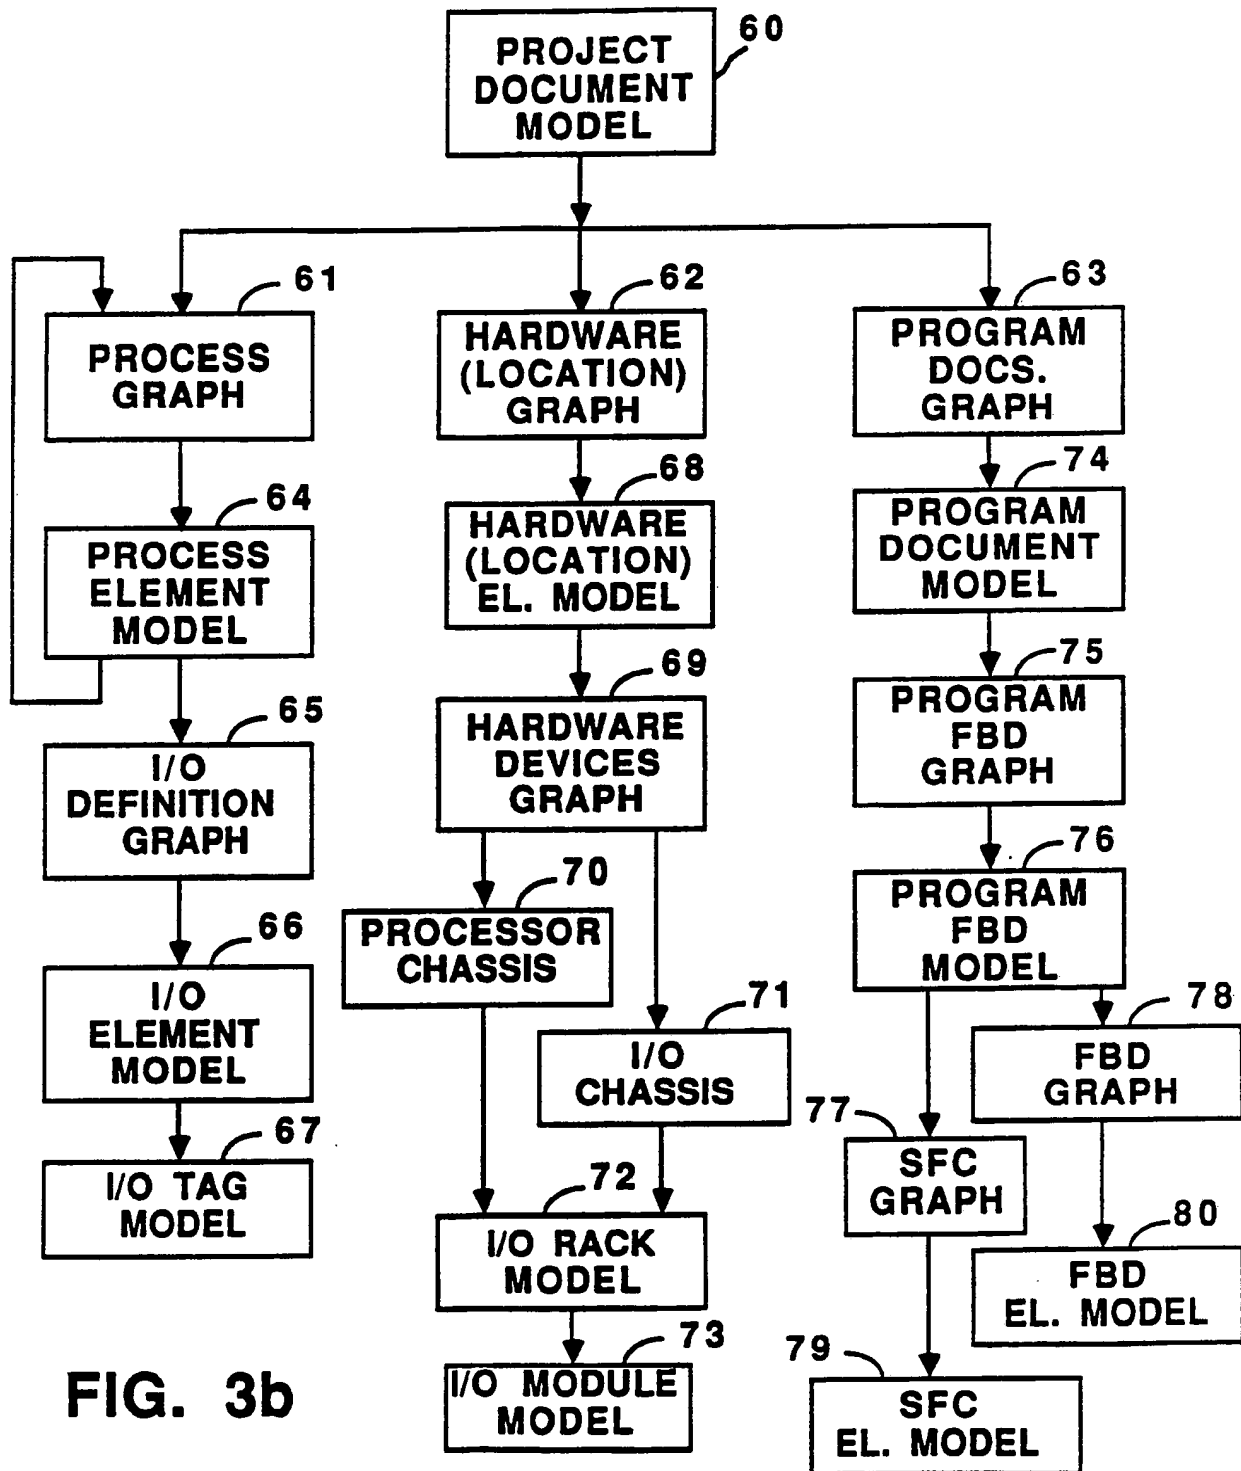 60
PROJECT
DOCUMENT
MODEL
61
PROCESS
GRAPH
62
HARDWARE
(LOCATION)
GRAPH
63
PROGRAM
DOCS.
GRAPH
64
PROCESS
ELEMENT
MODEL
68
HARDWARE
(LOCATION)
EL. MODEL
74
PROGRAM
DOCUMENT
MODEL
65
I/O
DEFINITION
GRAPH
69
HARDWARE
DEVICES
GRAPH
75
PROGRAM
FBD
GRAPH
66
I/O
ELEMENT
MODEL
70
PROCESSOR
CHASSIS
71
I/O
CHASSIS
76
PROGRAM
FBD
MODEL
78
FBD
GRAPH
67
I/O TAG
MODEL
72
I/O RACK
MODEL
77
SFC
GRAPH
80
FBD
EL. MODEL
73
I/O MODULE
MODEL
79
SFC
EL. MODEL
FIG. 3b